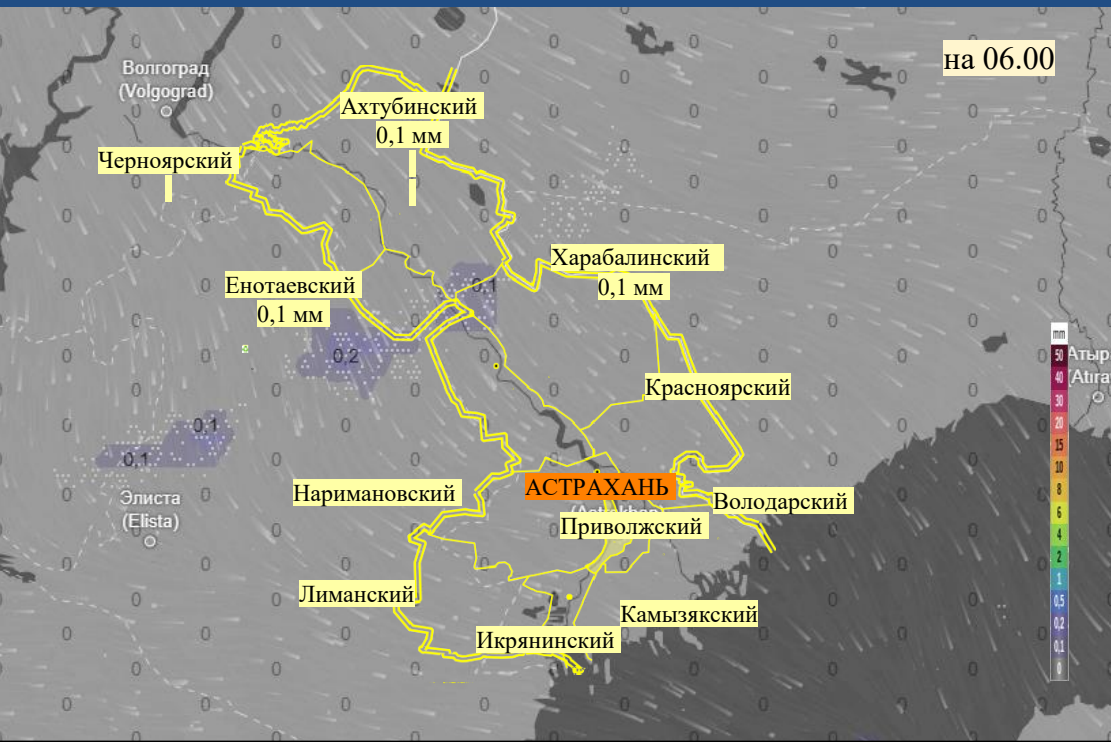 на 06.00
Волгоград
(Volgograd)
Ахтубинский
0,1 мм
Черноярский
Харабалинский
0,1 мм
Енотаевский
0,1 мм
0,1
0,2
mm
50
40
30
20
15
10
8
6
4
2
1
0,5
0,2
0,1
0
Атыр
(Atira
Красноярский
0,1
0,1
Элиста
(Elista)
Наримановский
АСТРАХАНЬ
Володарский
Приволжский
Лиманский
Камызякский
Икрянинский